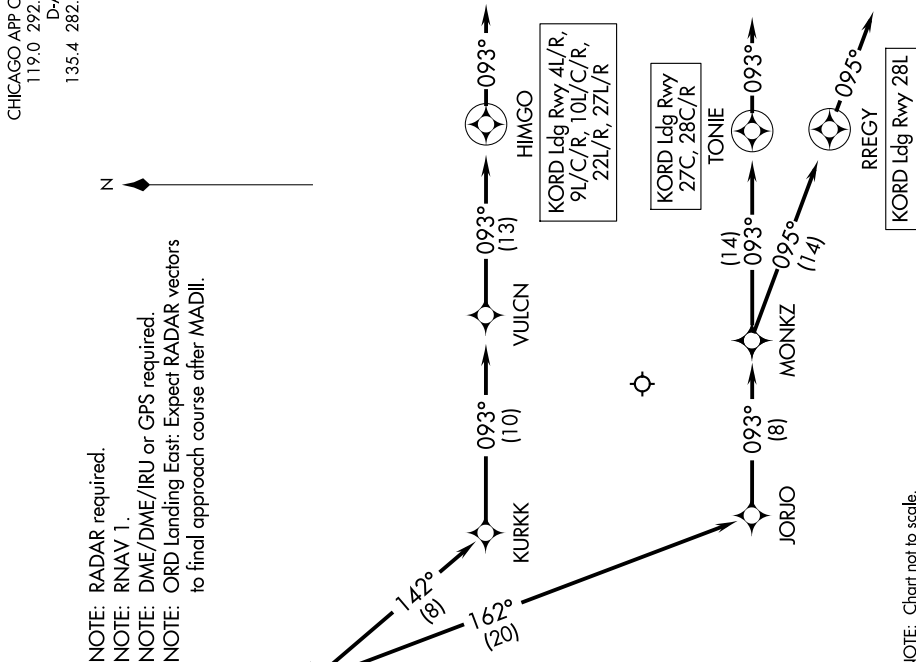 CHICAGO APP C
119.0 292.
D-A
135.4 282.
NOTE: RADAR required.
NOTE: RNAV 1.
NOTE: DME/DME/IRU or GPS required.
NOTE: ORD Landing East: Expect RADAR vectors
to final approach course after MADII.
N
142°
(8)
KURKK
093°
(10)
VULCN
093°
(13)
HIMGO
093°
KORD Ldg Rwy 4L/R,
9L/C/R, 10L/C/R,
22L/R, 27L/R
162°
(20)
JORJO
093°
(8)
MONKZ
(14)
093°
KORD Ldg Rwy
27C, 28C/R
TONIE
093°
095°
(14)
RREGY
095°
KORD Ldg Rwy 28L
NOTE: Chart not to scale.